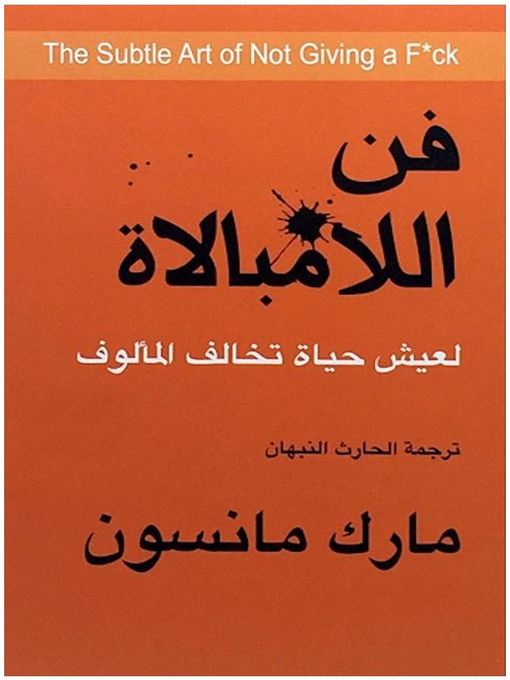 The Subtle Art of Not Giving a F*ck
فن
اللامبالاة
لعيش حياة تخالف المألوف
ترجمة الحارث النبهان
مارك مانسون